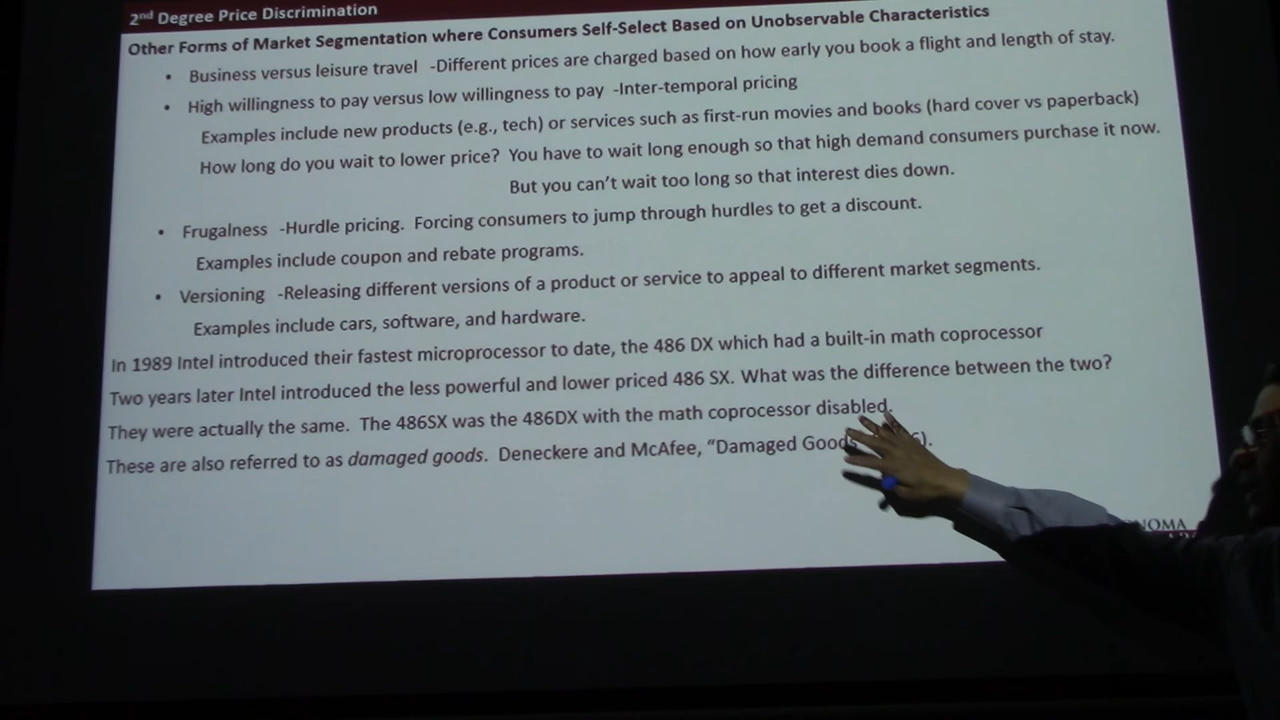 2nd Degree Price Discrimination
Other Forms of Market Segmentation where Consumers Self-Select Based on Unobservable Characteristics
• Business versus leisure travel -Different prices are charged based on how early you book a flight and length of stay.
• High willingness to pay versus low willingness to pay -Inter-temporal pricing
Examples include new products (e.g., tech) or services such as first-run movies and books (hard cover vs paperback)
How long do you wait to lower price? You have to wait long enough so that high demand consumers purchase it now.
But you can't wait too long so that interest dies down.
• Frugalness -Hurdle pricing. Forcing consumers to jump through hurdles to get a discount.
Examples include coupon and rebate programs.
• Versioning -Releasing different versions of a product or service to appeal to different market segments.
Examples include cars, software, and hardware.
In 1989 Intel introduced their fastest microprocessor to date, the 486 DX which had a built-in math coprocessor
Two years later Intel introduced the less powerful and lower priced 486 SX. What was the difference between the two?
They were actually the same. The 486SX was the 486DX with the math coprocessor disabled.
These are also referred to as damaged goods. Deneckere and McAfee, "Damaged Goods